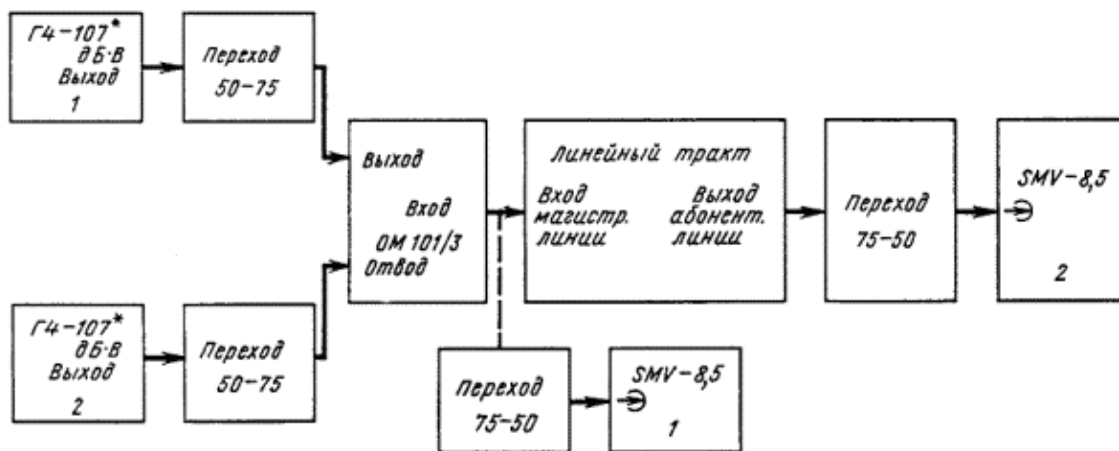 Г4-107*
дБ·В
Выход
1
Переход
50-75
Выход
Вход
ОМ 101/3
Отвод
Г4-107*
дБ·В
Выход
2
Переход
50-75
Линейный тракт
Вход Выход
магистр. абонент.
линии линии
Переход
75-50
SMV-8,5
2
Переход
75-50
SMV-8,5
1